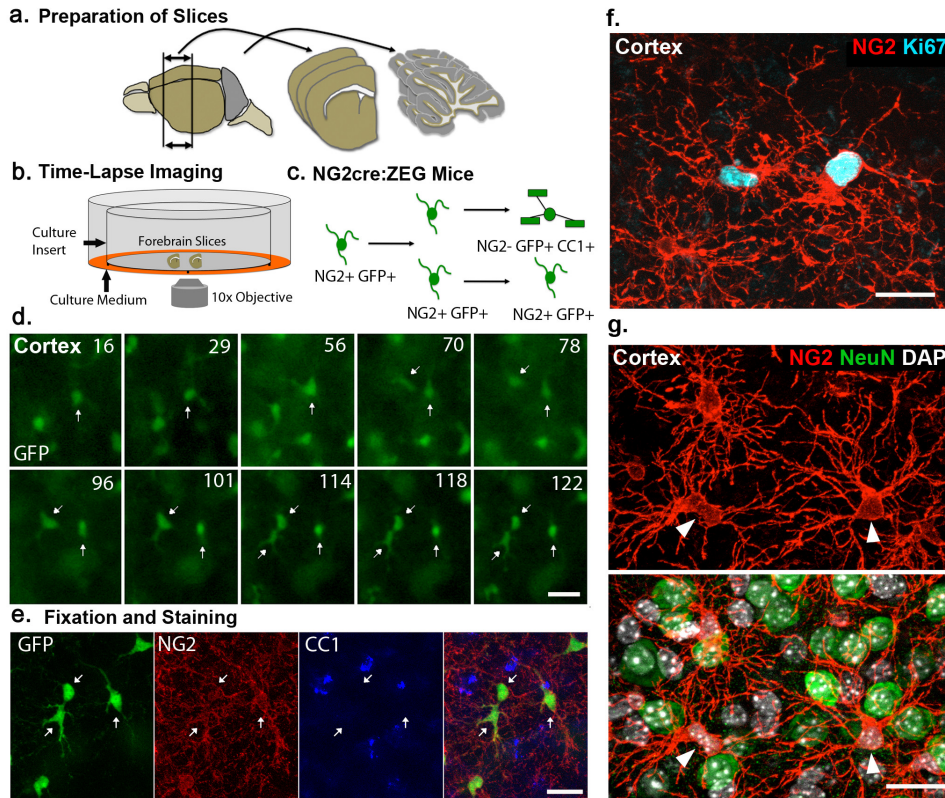 a. Preparation of Slices
b. Time-Lapse Imaging
Culture
Insert
Forebrain Slices
Culture Medium
10x Objective
c. NG2cre:ZEG Mice
NG2+ GFP+
NG2- GFP+ CC1+
NG2+ GFP+
NG2+ GFP+
d.
Cortex 16
29
56
70
78
GFP
96
101
114
118
122
e. Fixation and Staining
GFP
NG2
CC1
f.
Cortex
NG2 Ki67
g.
Cortex
NG2 NeuN DAP